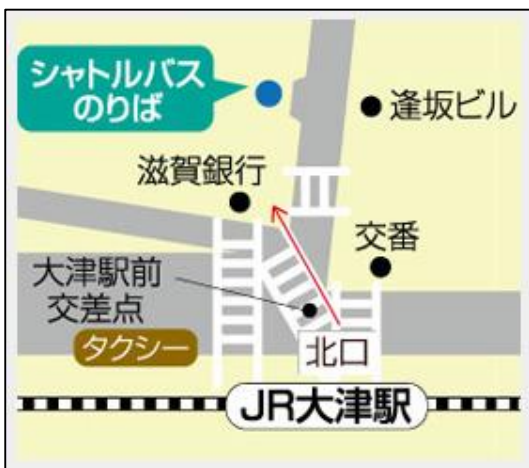 シャトルバス
のりば
逢坂ビル
滋賀銀行
交番
大津駅前
交差点
タクシー
北口
JR大津駅